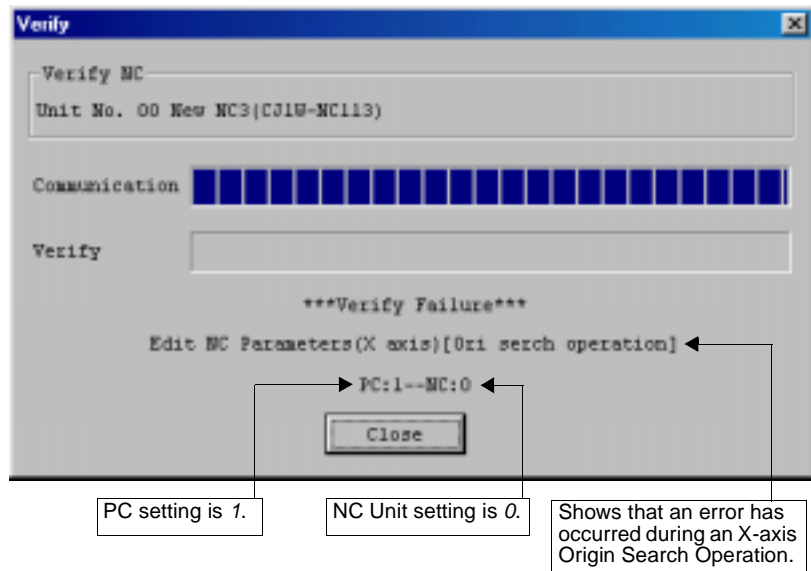 Verify
Verify NC
Unit No. 00 New NC3(CJ1W-NC113)
Communication
Verify
***Verify Failure***
Edit NC Parameters(X axis)[Ori serch operation]
PC:1--NC:0
Close
PC setting is 1.
NC Unit setting is 0.
Shows that an error has
occurred during an X-axis
Origin Search Operation.